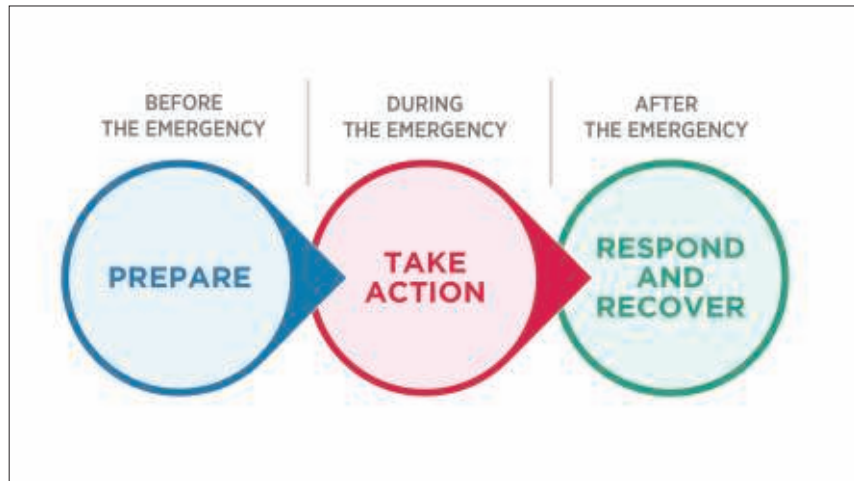 BEFORE
THE EMERGENCY
DURING
THE EMERGENCY
AFTER
THE EMERGENCY
PREPARE
TAKE
ACTION
RESPOND
AND
RECOVER